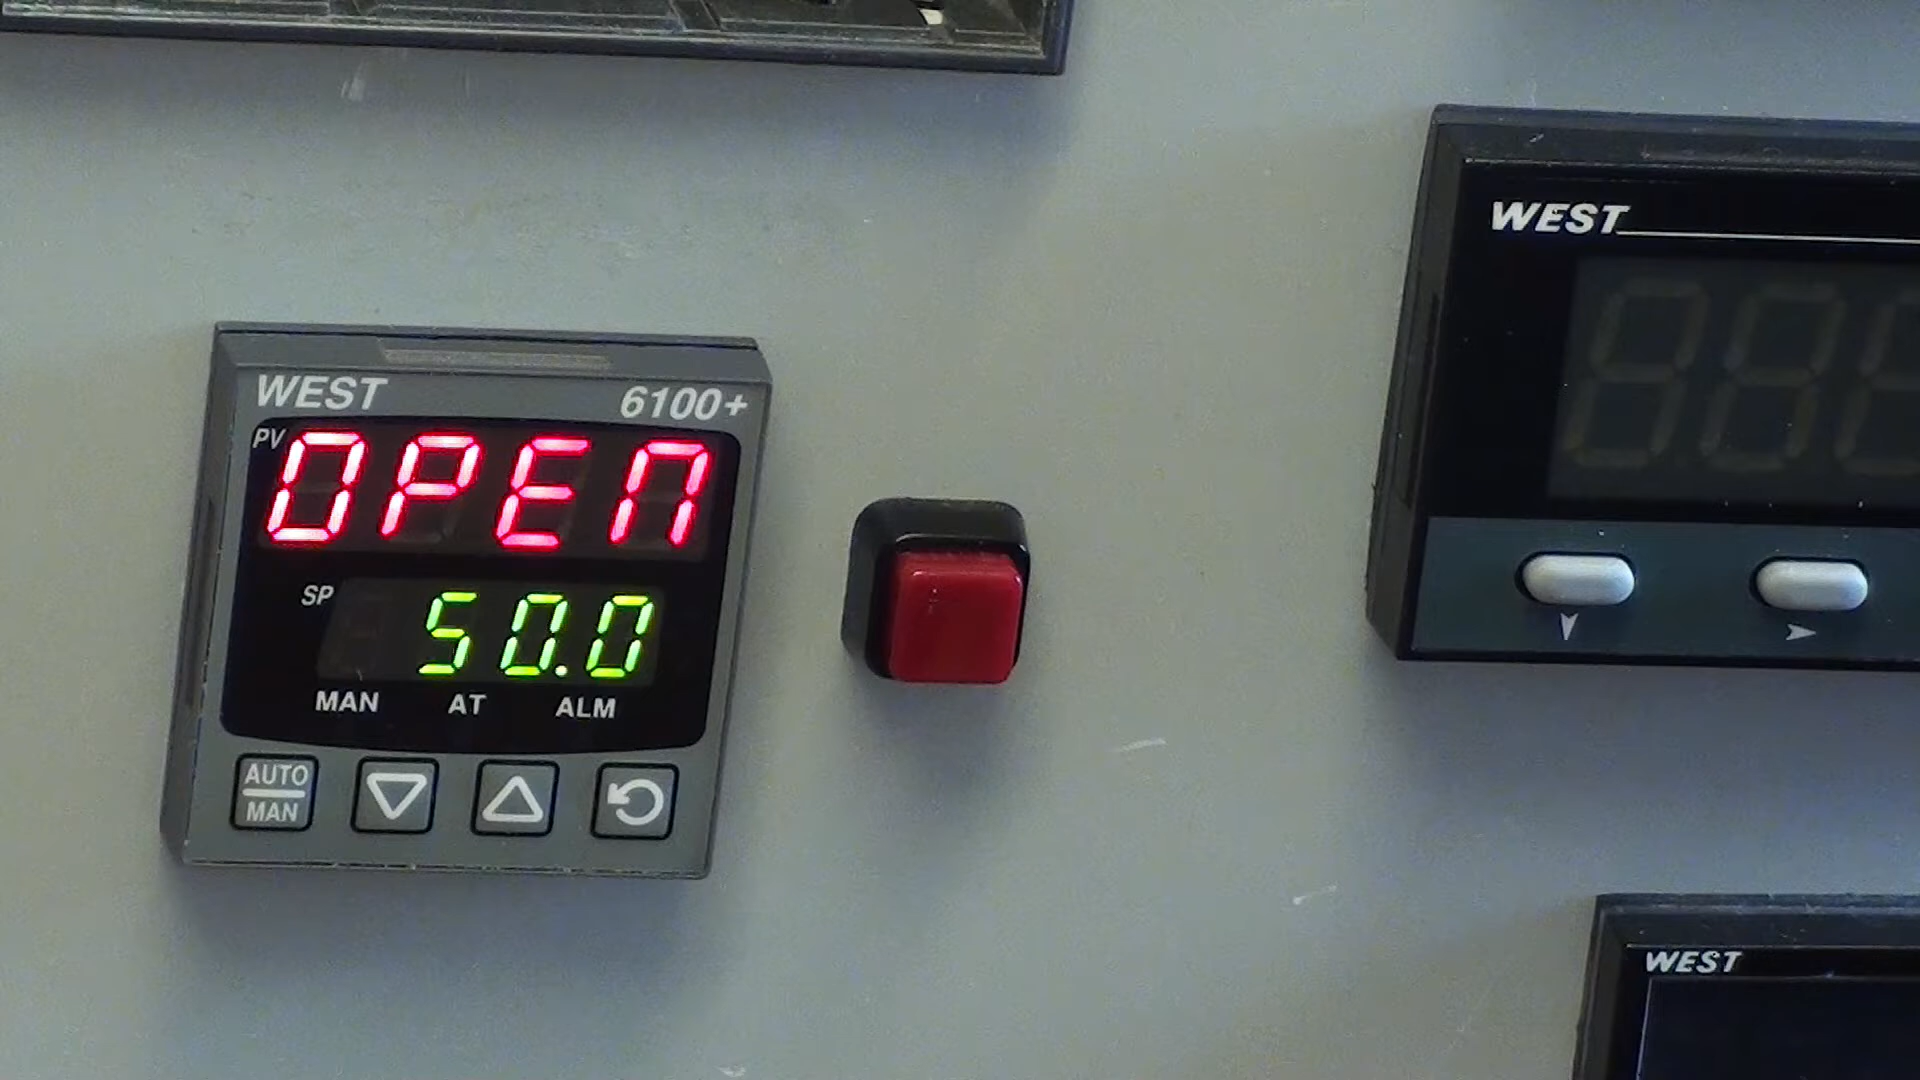 WEST 6100+
PV OPEN
SP 50.0
MAN AT ALM
AUTO
MAN
WEST
WEST